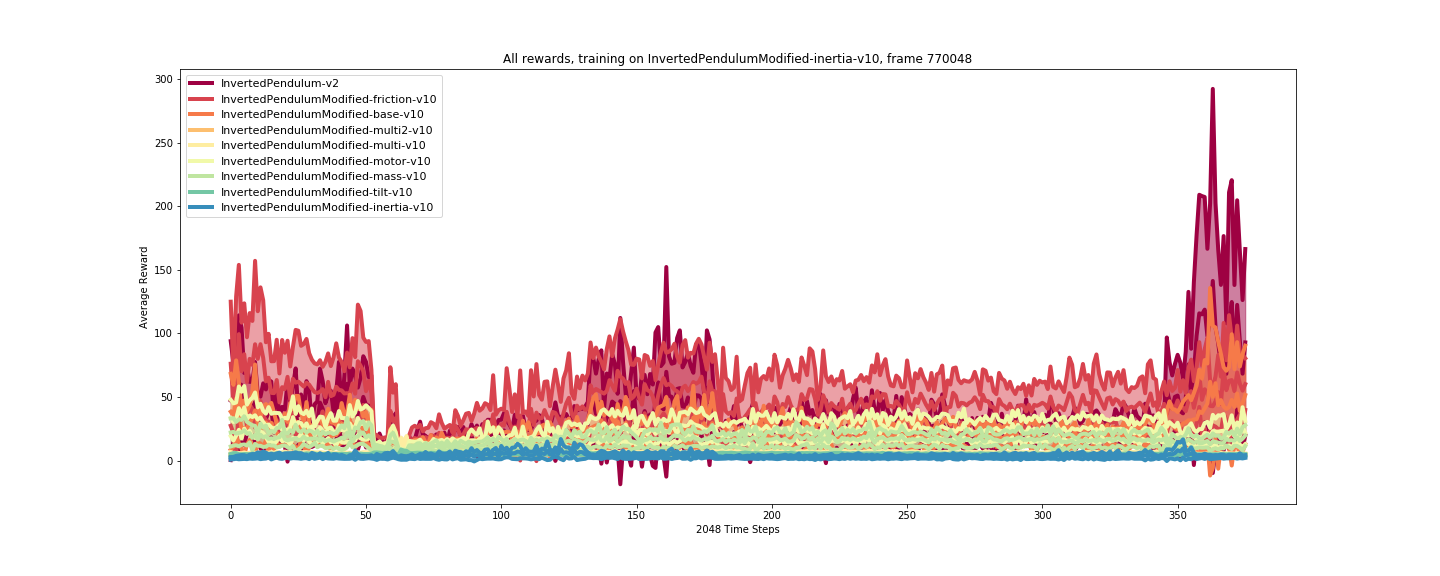 All rewards, training on InvertedPendulumModified-inertia-v10, frame 770048
300
250
200
150
100
50
0
Average Reward
InvertedPendulum-v2
InvertedPendulumModified-friction-v10
InvertedPendulumModified-base-v10
InvertedPendulumModified-multi2-v10
InvertedPendulumModified-multi-v10
InvertedPendulumModified-motor-v10
InvertedPendulumModified-mass-v10
InvertedPendulumModified-tilt-v10
InvertedPendulumModified-inertia-v10
0 50 100 150 200 250 300 350
2048 Time Steps